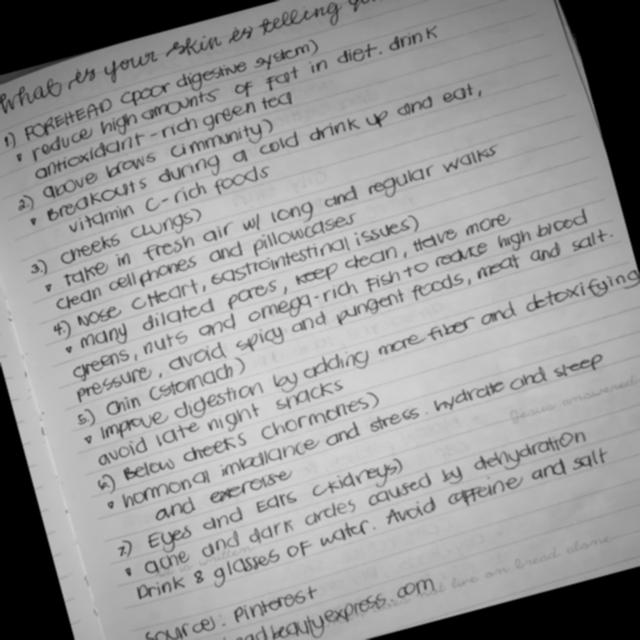 What is your skin is telling
1) FOREHEAD (poor digestive system)
• reduce high amounts of fat in diet. drink
antioxidant-rich green tea
2) above brows (immunity)
• Breakouts during a cold drink up and eat,
vitamin C-rich foods
3) cheeks (lungs)
• take in fresh air w/ long and regular walks
clean cellphones and pillowcases
4) Nose (heart, gastrointestinal issues)
• many dilated pores, keep clean, have more
greens, nuts and omega-rich fish to reduce high blood
pressure, avoid spicy and pungent foods, meat and salt.
5) Chin (stomach)
• improve digestion by adding more fiber and detoxifying
avoid late night snacks
6) Below cheeks (hormones)
• hormonal imbalance and stress. hydrate and sleep
and exercise
7) Eyes and Ears (kidneys)
• acne and dark circles caused by dehydration
Drink 8 glasses of water. Avoid caffeine and salt
source: Pinterest
beautyexpress.com